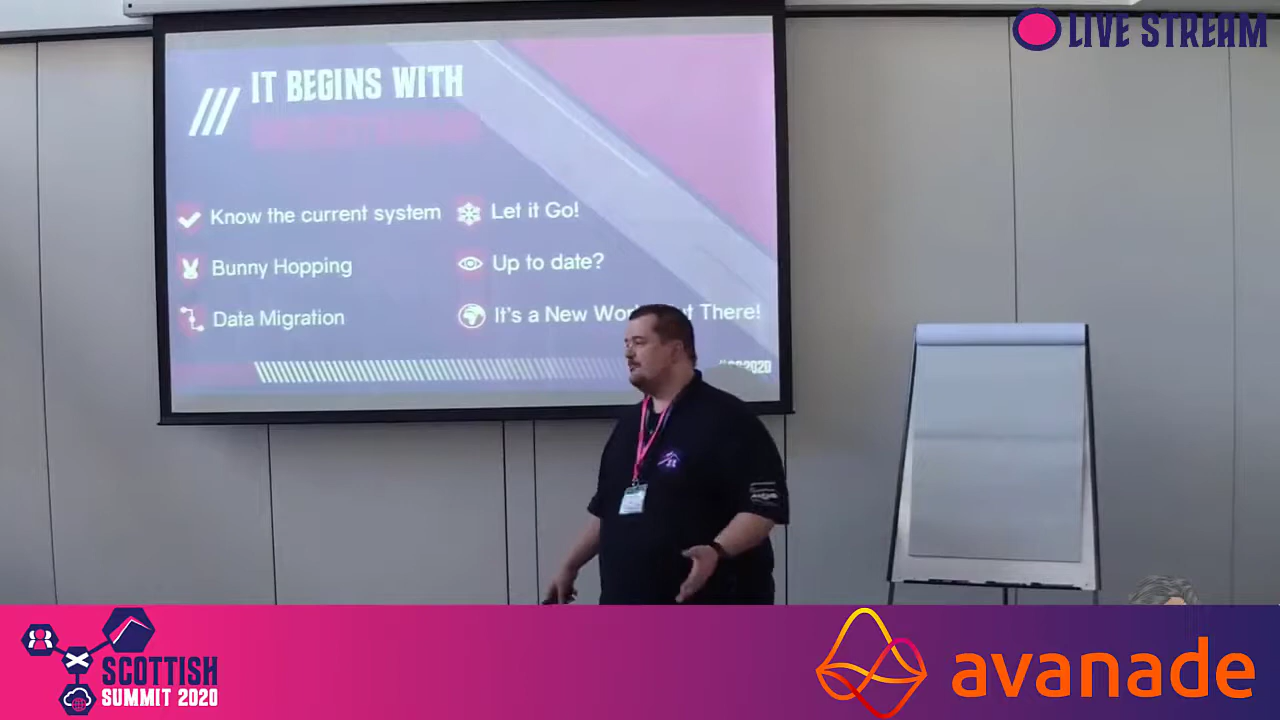 LIVE STREAM
IT BEGINS WITH
Know the current system
Let it Go!
Bunny Hopping
Up to date?
Data Migration
It's a New There!
SCOTTISH
SUMMIT 2020
avanade